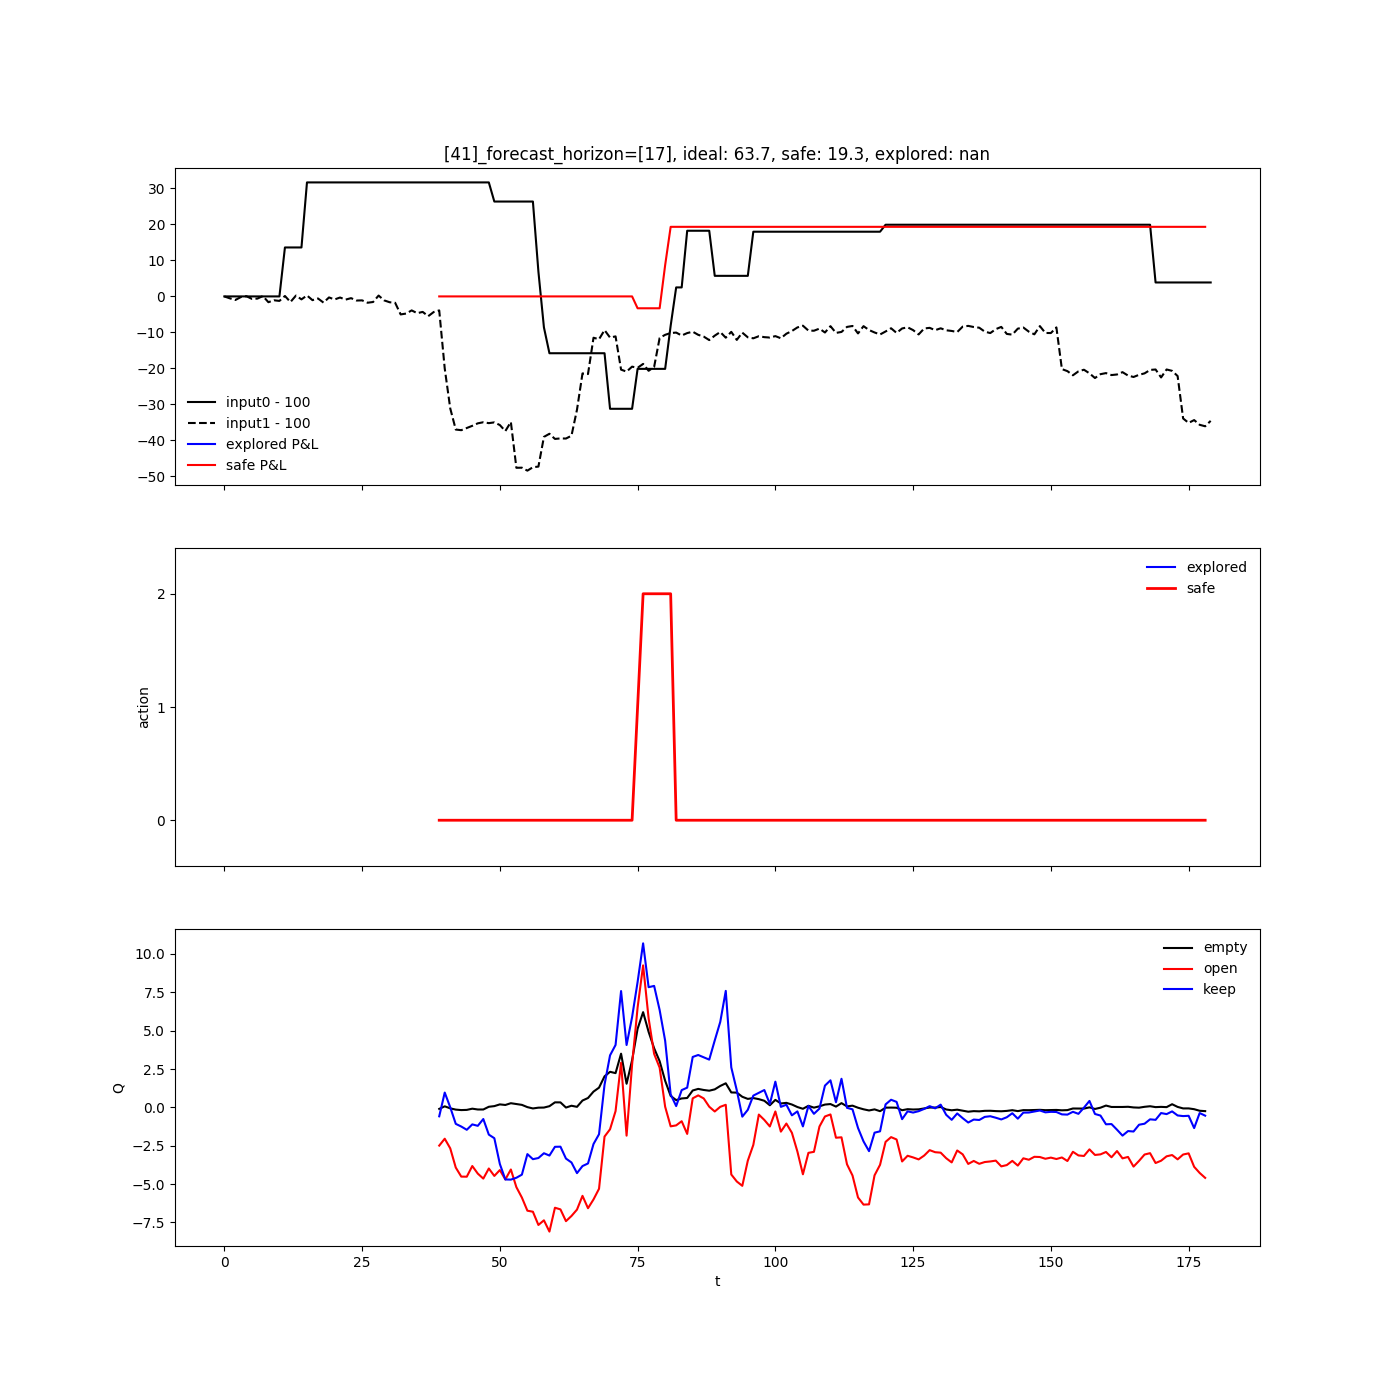 [41]_forecast_horizon=[17], ideal: 63.7, safe: 19.3, explored: nan
30
20
10
0
−10
−20
−30
−40
−50
input0 - 100
input1 - 100
explored P&L
safe P&L
explored
safe
2
1
0
action
empty
open
keep
10.0
7.5
5.0
2.5
0.0
−2.5
−5.0
−7.5
Q
0 25 50 75 100 125 150 175
t